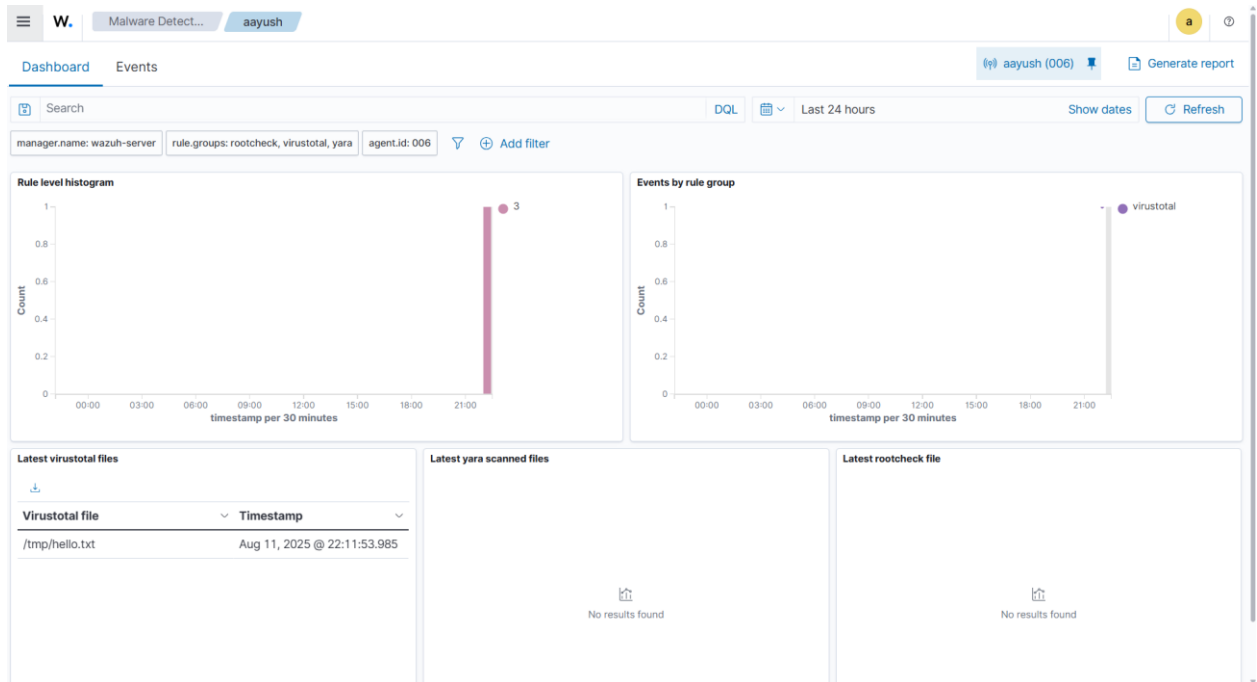 W. Malware Detect... aayush a
Dashboard Events aayush (006) Generate report
Search DQL Last 24 hours Show dates Refresh
manager.name: wazuh-server rule.groups: rootcheck, virustotal, yara agent.id: 006 Add filter
Rule level histogram
1
0.8
0.6
0.4
0.2
0
Count
00:00 03:00 06:00 09:00 12:00 15:00 18:00 21:00
timestamp per 30 minutes
3
Events by rule group
1
0.8
0.6
0.4
0.2
0
Count
00:00 03:00 06:00 09:00 12:00 15:00 18:00 21:00
timestamp per 30 minutes
virustotal
Latest virustotal files
Virustotal file Timestamp
/tmp/hello.txt Aug 11, 2025 @ 22:11:53.985
Latest yara scanned files
No results found
Latest rootcheck file
No results found